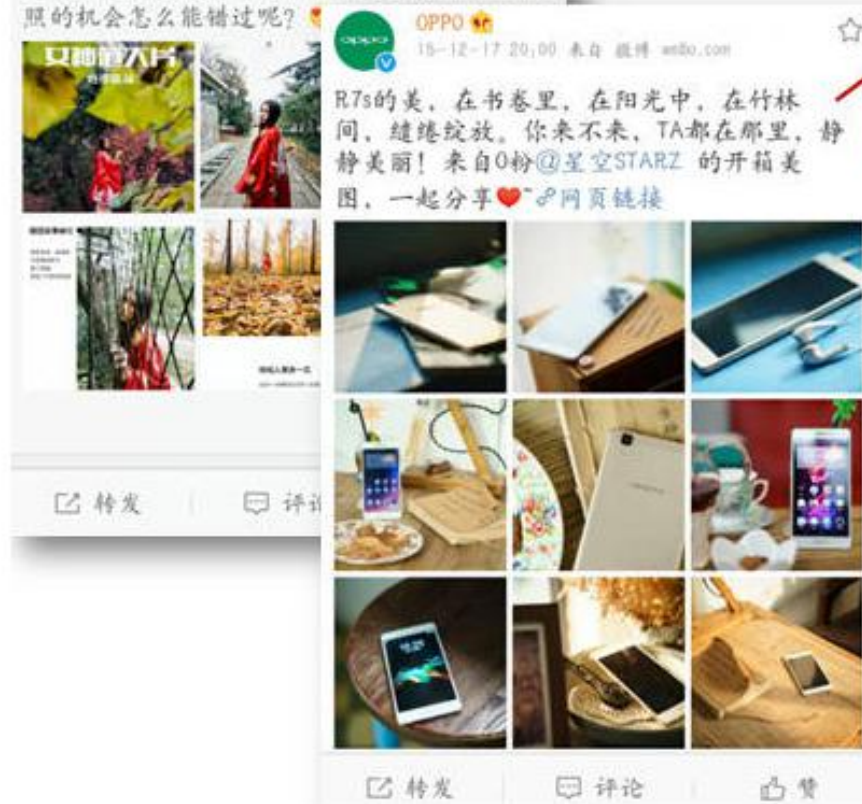 照的机会怎么能错过呢？
女神范大片
转发
评论
oppo
OPPO
15-12-17 20:00 来自 微博 weibo.com
R7s的美，在书卷里，在阳光中，在竹林
间，缱绻绽放。你来不来，TA都在那里，静
静美丽！来自O粉@星空STARZ 的开箱美
图，一起分享❤~网页链接
转发
评论
赞